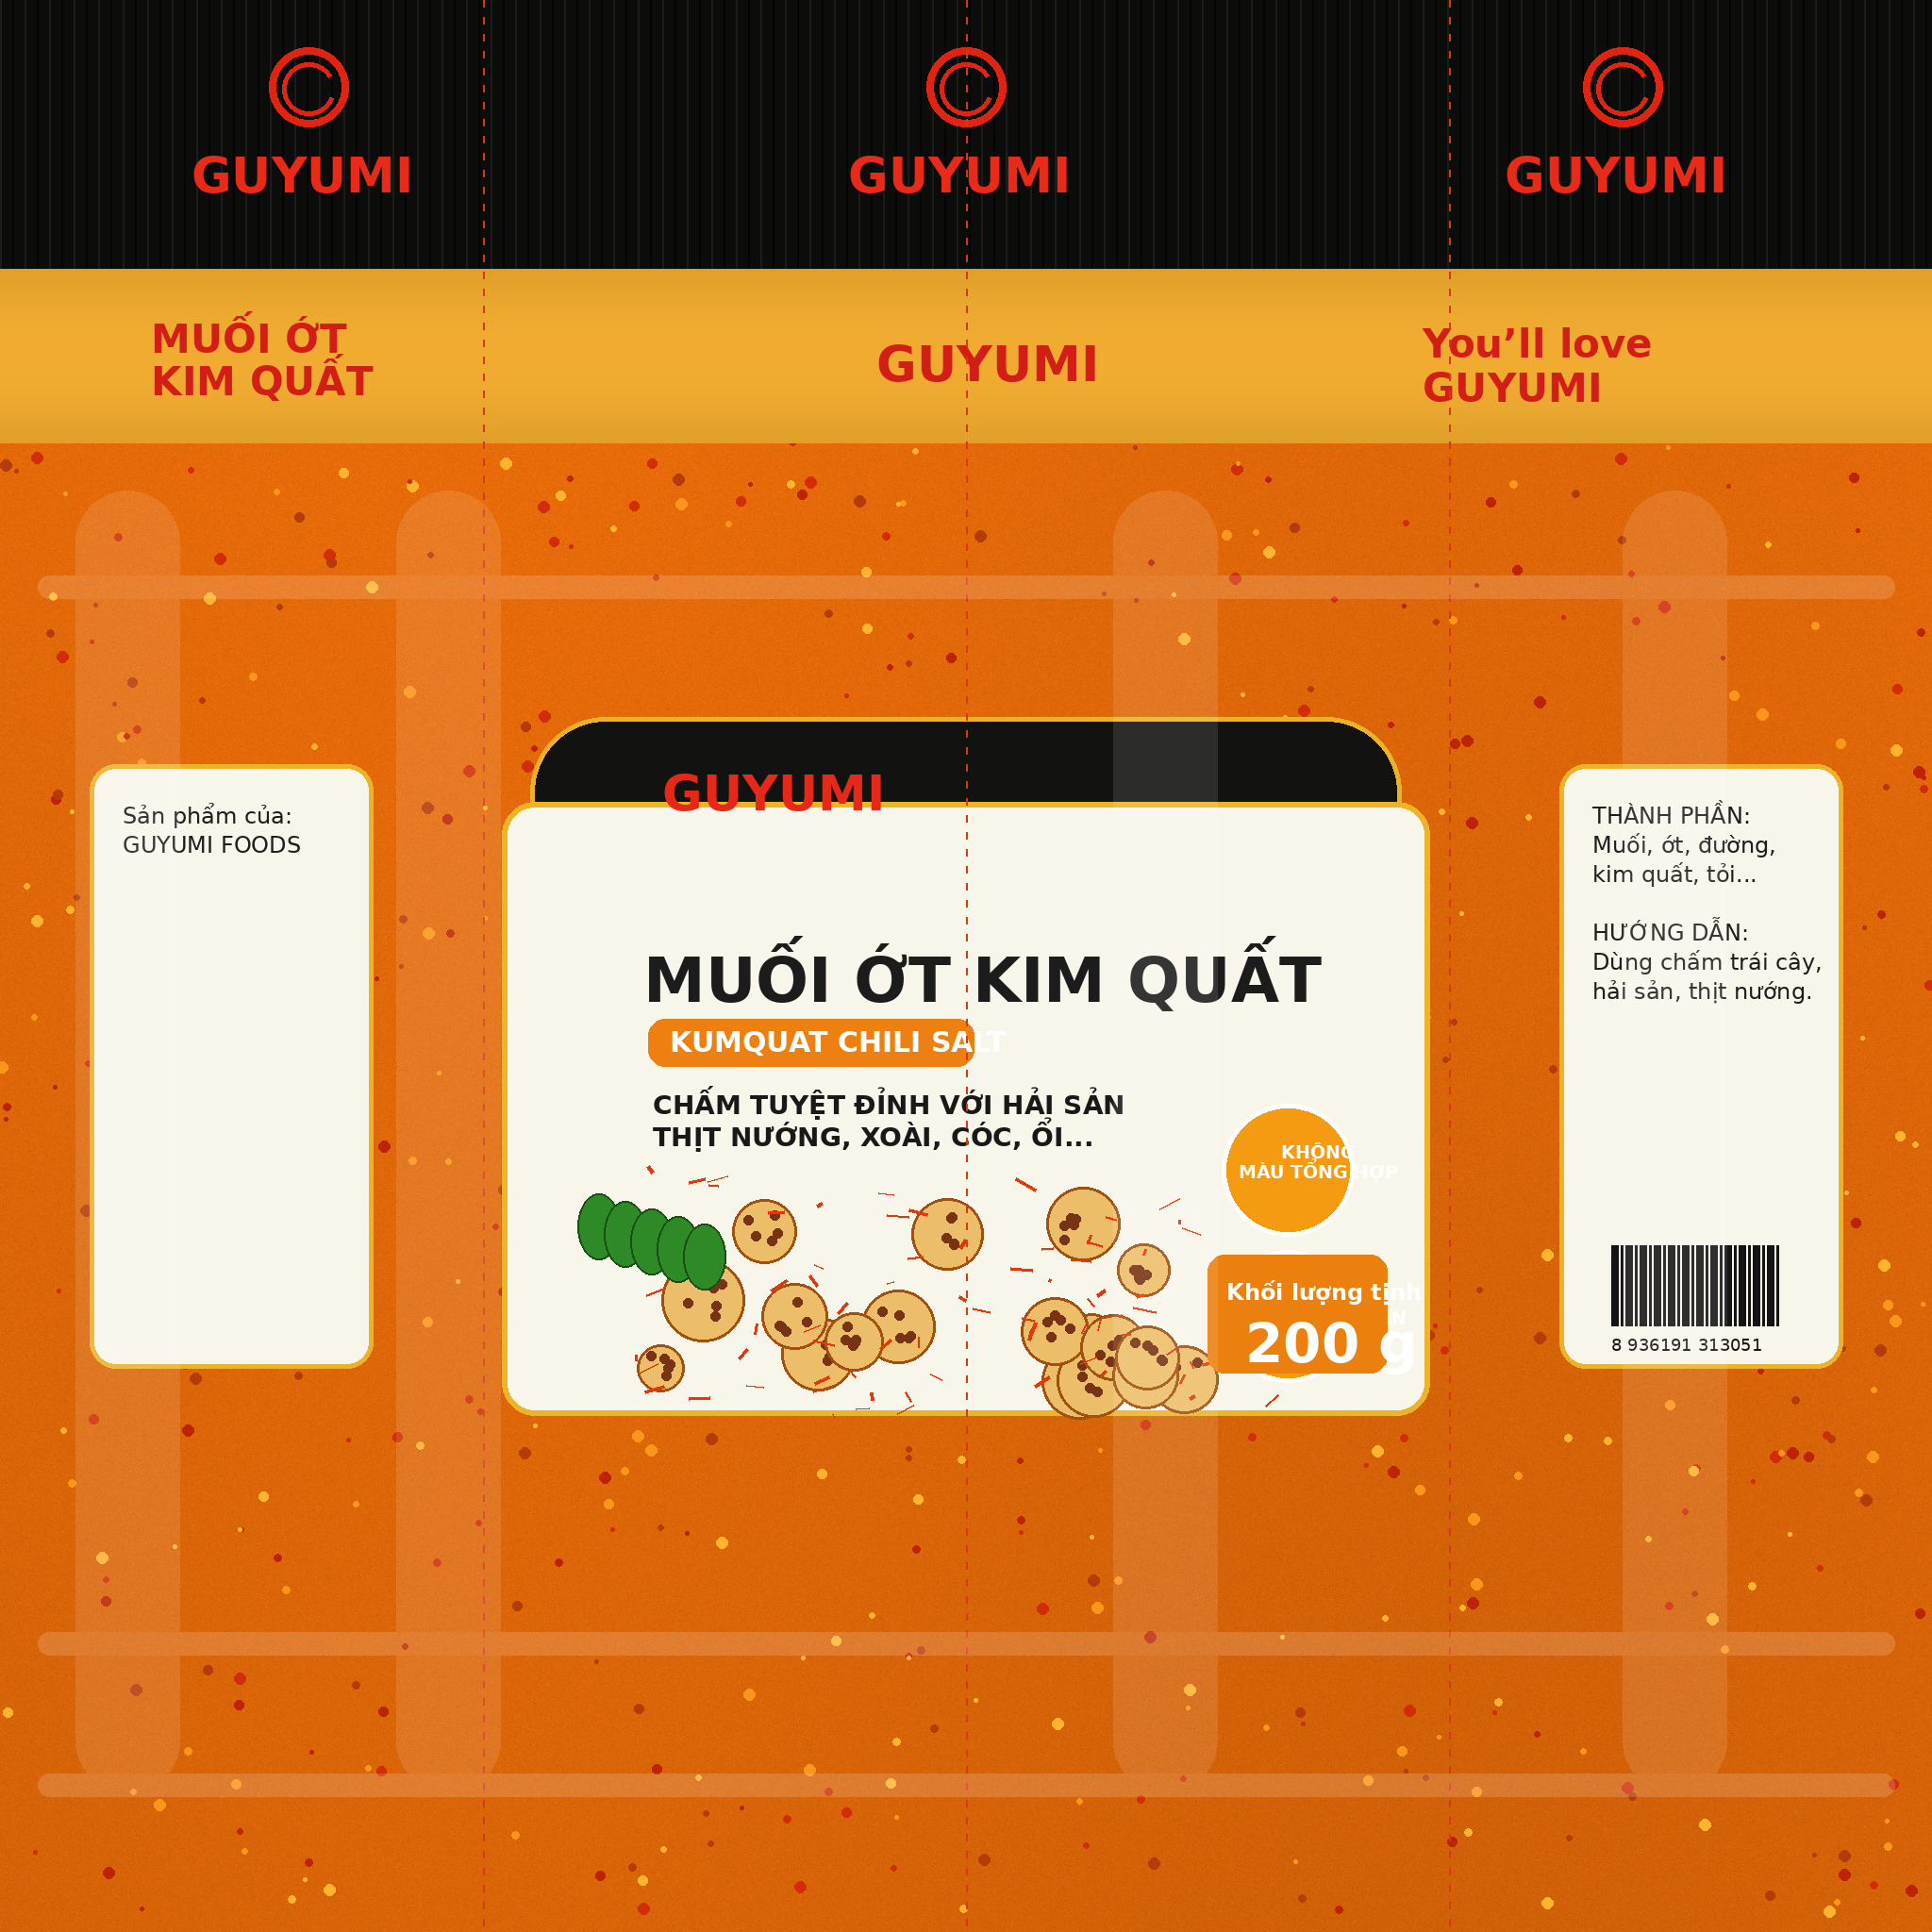 GUYUMI
GUYUMI
GUYUMI
MUỐI ỚT
KIM QUẤT
GUYUMI
You’ll love
GUYUMI
Sản phẩm của:
GUYUMI FOODS
GUYUMI
MUỐI ỚT KIM QUẤT
KUMQUAT CHILI SALT
CHẤM TUYỆT ĐỈNH VỚI HẢI SẢN
THỊT NƯỚNG, XOÀI, CÓC, ỔI...
KHÔNG
MÀU TỔNG HỢP
Khối lượng tịnh
200 g
THÀNH PHẦN:
Muối, ớt, đường,
kim quất, tỏi...
HƯỚNG DẪN:
Dùng chấm trái cây,
hải sản, thịt nướng.
8 936191 313051